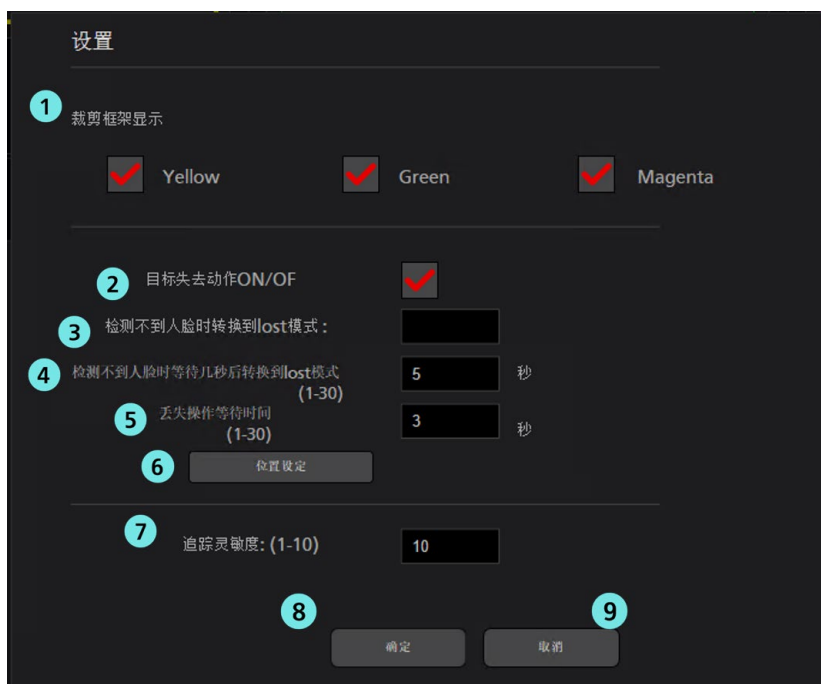 设置
1
裁剪框架显示
Yellow Green Magenta
2 目标失去动作ON/OF
3 检测不到人脸时转换到lost模式：
4 检测不到人脸时等待几秒后转换到lost模式 5 秒
(1-30)
5 丢失操作等待时间 3 秒
(1-30)
6 位置设定
7 追踪灵敏度: (1-10) 10
8 9
确定 取消